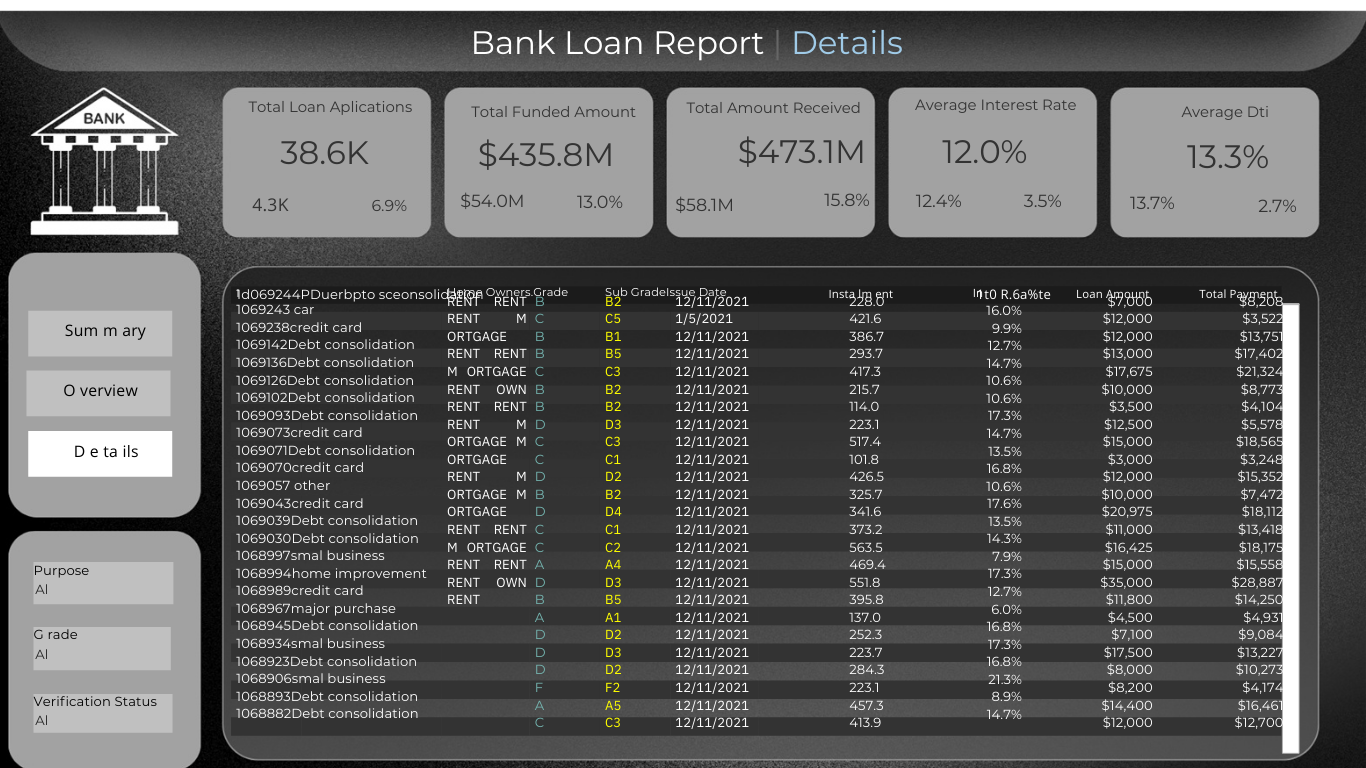 Bank Loan Report | Details
BANK
Total Loan Aplications
38.6K
4.3K 6.9%
Total Funded Amount
$435.8M
$54.0M 13.0%
Total Amount Received
$473.1M
$58.1M 15.8%
Average Interest Rate
12.0%
12.4% 3.5%
Average Dti
13.3%
13.7% 2.7%
Sum m ary
O verview
D e ta ils
Purpose
Al
G rade
Al
Verification Status
Al
Home Owners. Grade Sub Grade Issue Date Insta lm ent Loan Amount Total Payment
RENT RENT B B2 12/11/2021 228.0 $7,000 $8,208
1069243 car 16.0%
RENT M C C5 1/5/2021 421.6 $12,000 $3,522
1069238credit card 9.9%
ORTGAGE B B1 12/11/2021 386.7 $12,000 $13,751
1069142Debt consolidation 12.7%
RENT RENT B B5 12/11/2021 293.7 $13,000 $17,402
1069136Debt consolidation 14.7%
M ORTGAGE C C3 12/11/2021 417.3 $17,675 $21,324
1069126Debt consolidation 10.6%
RENT OWN B B2 12/11/2021 215.7 $10,000 $8,773
1069102Debt consolidation 10.6%
RENT RENT B B2 12/11/2021 114.0 $3,500 $4,104
1069093Debt consolidation 17.3%
RENT M D D3 12/11/2021 223.1 $12,500 $5,578
1069073credit card 14.7%
ORTGAGE M C C3 12/11/2021 517.4 $15,000 $18,565
1069071Debt consolidation 13.5%
ORTGAGE C C1 12/11/2021 101.8 $3,000 $3,248
1069070credit card 16.8%
RENT M D D2 12/11/2021 426.5 $12,000 $15,352
1069057 other 10.6%
ORTGAGE M B B2 12/11/2021 325.7 $10,000 $7,472
1069043credit card 17.6%
ORTGAGE D D4 12/11/2021 341.6 $20,975 $18,112
1069039Debt consolidation 13.5%
RENT RENT C C1 12/11/2021 373.2 $11,000 $13,418
1069030Debt consolidation 14.3%
M ORTGAGE C C2 12/11/2021 563.5 $16,425 $18,175
1068997smal business 7.9%
RENT RENT A A4 12/11/2021 469.4 $15,000 $15,558
1068994home improvement 17.3%
RENT OWN D D3 12/11/2021 551.8 $35,000 $28,887
1068989credit card 12.7%
RENT B B5 12/11/2021 395.8 $11,800 $14,250
1068967major purchase 6.0%
A A1 12/11/2021 137.0 $4,500 $4,931
1068945Debt consolidation 16.8%
D D2 12/11/2021 252.3 $7,100 $9,084
1068934smal business 17.3%
D D3 12/11/2021 223.7 $17,500 $13,227
1068923Debt consolidation 16.8%
D D2 12/11/2021 284.3 $8,000 $10,273
1068906smal business 21.3%
F F2 12/11/2021 223.1 $8,200 $4,174
1068893Debt consolidation 8.9%
A A5 12/11/2021 457.3 $14,400 $16,461
1068882Debt consolidation 14.7%
C C3 12/11/2021 413.9 $12,000 $12,700